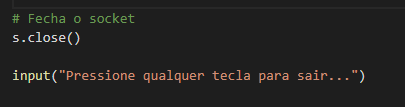 # Fecha o socket
s.close()
input("Pressione qualquer tecla para sair...")